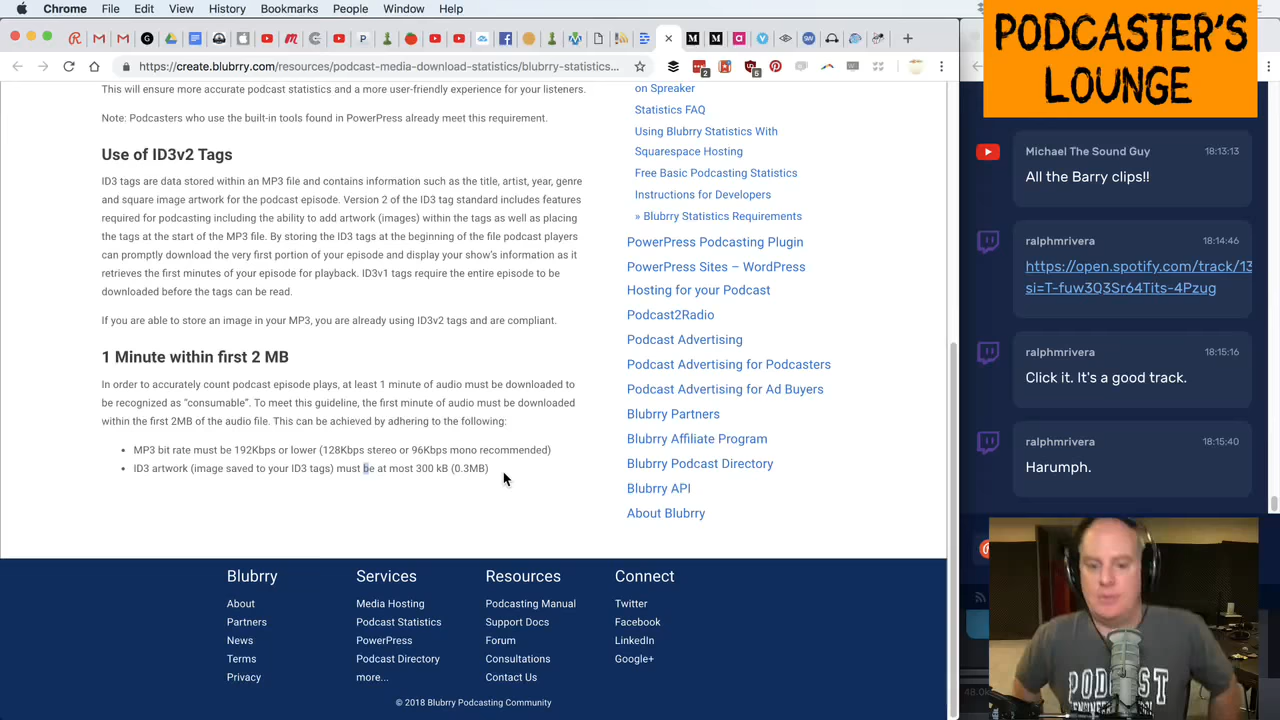 Chrome File Edit View History Bookmarks People Window Help
https://create.blubrry.com/resources/podcast-media-download-statistics/blubrry-statistics...
2
6
This will ensure more accurate podcast statistics and a more user-friendly experience for your listeners.
Note: Podcasters who use the built-in tools found in PowerPress already meet this requirement.
Use of ID3v2 Tags
ID3 tags are data stored within an MP3 file and contains information such as the title, artist, year, genre
and square image artwork for the podcast episode. Version 2 of the ID3 tag standard includes features
required for podcasting including the ability to add artwork (images) within the tags as well as placing
the tags at the start of the MP3 file. By storing the ID3 tags at the beginning of the file podcast players
can promptly download the very first portion of your episode and display your show's information as it
retrieves the first minutes of your episode for playback. ID3v1 tags require the entire episode to be
downloaded before the tags can be read.
If you are able to store an image in your MP3, you are already using ID3v2 tags and are compliant.
1 Minute within first 2 MB
In order to accurately count podcast episode plays, at least 1 minute of audio must be downloaded to
be recognized as “consumable”. To meet this guideline, the first minute of audio must be downloaded
within the first 2MB of the audio file. This can be achieved by adhering to the following:
• MP3 bit rate must be 192Kbps or lower (128Kbps stereo or 96Kbps mono recommended)
• ID3 artwork (image saved to your ID3 tags) must be at most 300 kB (0.3MB)
on Spreaker
Statistics FAQ
Using Blubrry Statistics With
Squarespace Hosting
Free Basic Podcasting Statistics
Instructions for Developers
» Blubrry Statistics Requirements
PowerPress Podcasting Plugin
PowerPress Sites – WordPress
Hosting for your Podcast
Podcast2Radio
Podcast Advertising
Podcast Advertising for Podcasters
Podcast Advertising for Ad Buyers
Blubrry Partners
Blubrry Affiliate Program
Blubrry Podcast Directory
Blubrry API
About Blubrry
Blubrry
About
Partners
News
Terms
Privacy
Services
Media Hosting
Podcast Statistics
PowerPress
Podcast Directory
more...
Resources
Podcasting Manual
Support Docs
Forum
Consultations
Contact Us
Connect
Twitter
Facebook
LinkedIn
Google+
© 2018 Blubrry Podcasting Community
PODCASTER'S
LOUNGE
Michael The Sound Guy 18:13:13
All the Barry clips!!
ralphmrivera 18:14:46
https://open.spotify.com/track/13
si=T-fuw3Q3Sr64Tits-4Pzug
ralphmrivera 18:15:16
Click it. It's a good track.
ralphmrivera 18:15:40
Harumph.
48.0k
PODCAST